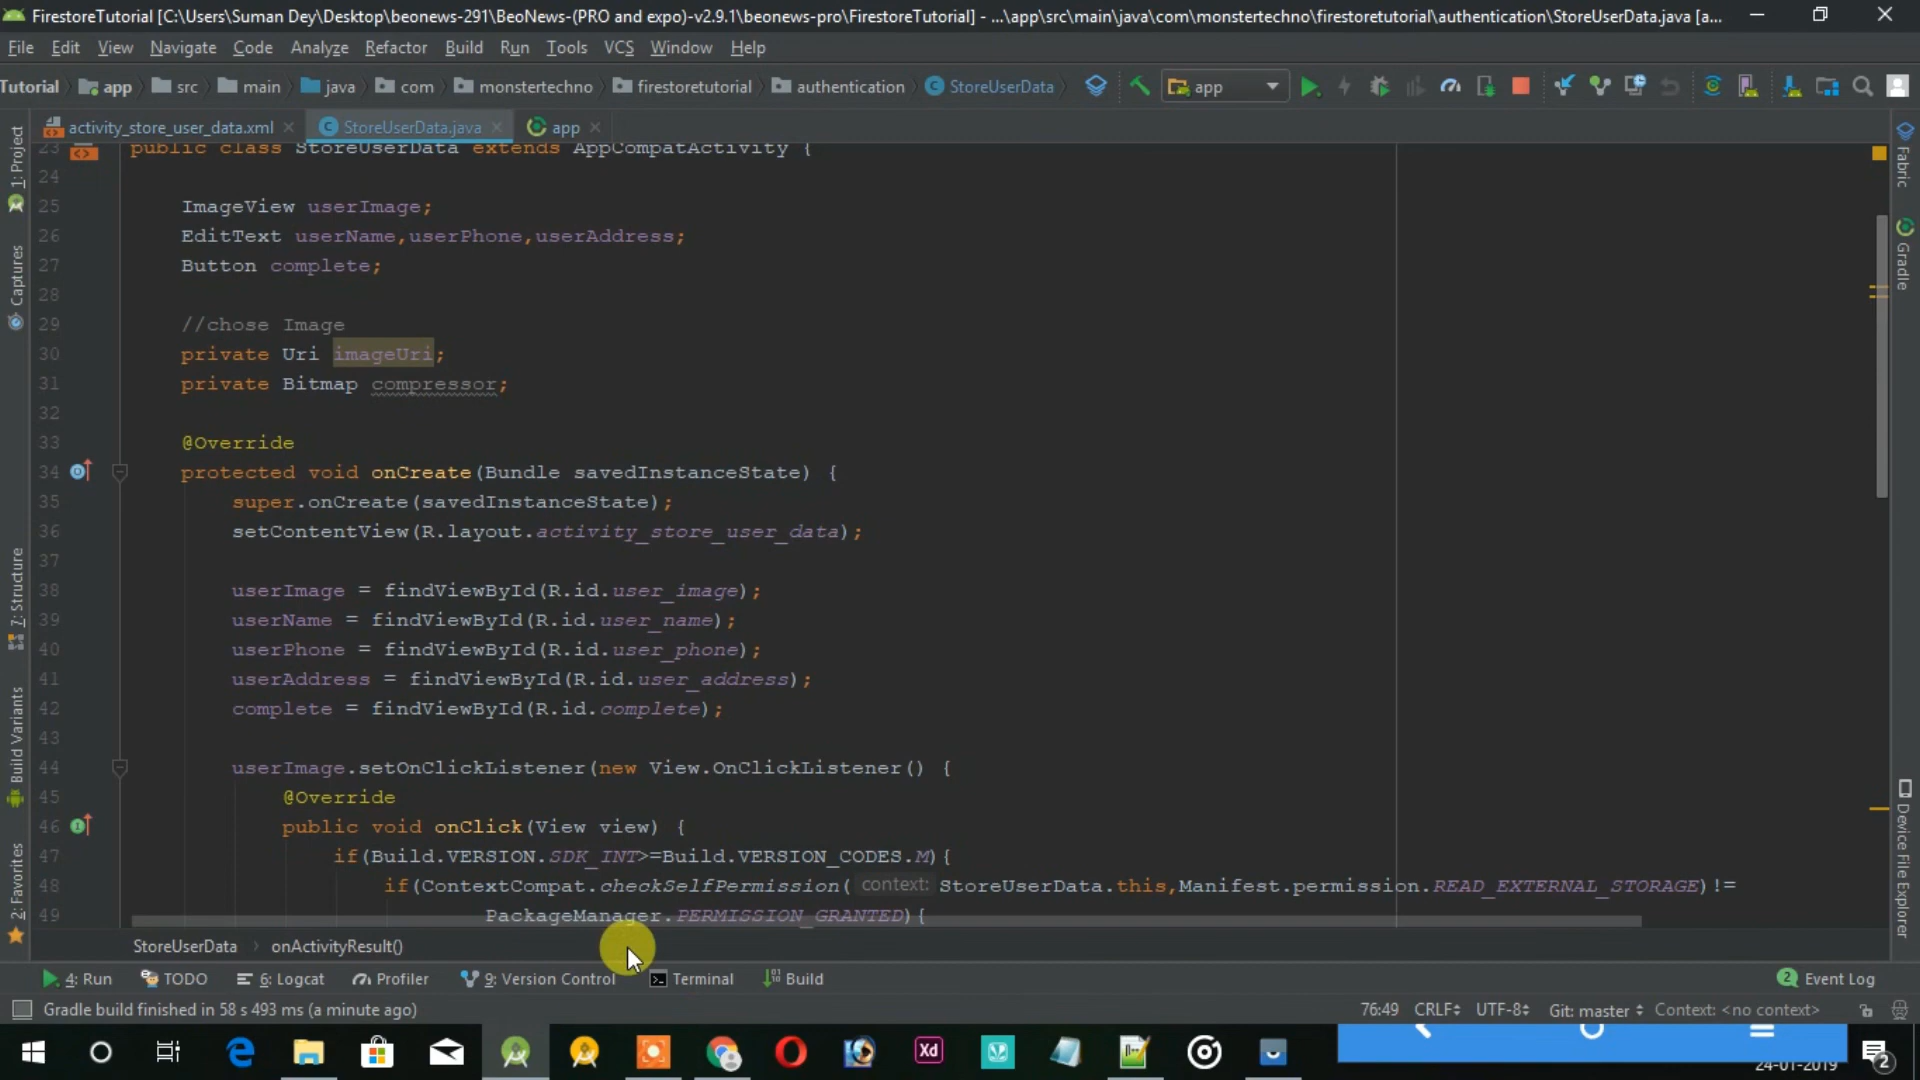 FirestoreTutorial [C:\Users\Suman Dey\Desktop\beonews-291\BeoNews-(PRO and expo)-v2.9.1\beonews-pro\FirestoreTutorial] - ...\app\src\main\java\com\monstertechno\firestoretutorial\authentication\StoreUserData.java [a...
File Edit View Navigate Code Analyze Refactor Build Run Tools VCS Window Help
Tutorial app src main java com monstertechno firestoretutorial authentication StoreUserData app
activity_store_user_data.xml StoreUserData.java app
1: Project
Captures
7: Structure
Build Variants
2: Favorites
Fabric
Gradle
Device File Explorer
23 public class StoreUserData extends AppCompatActivity {
24
25 ImageView userImage;
26 EditText userName,userPhone,userAddress;
27 Button complete;
28
29 //chose Image
30 private Uri imageUri;
31 private Bitmap compressor;
32
33 @Override
34 protected void onCreate(Bundle savedInstanceState) {
35 super.onCreate(savedInstanceState);
36 setContentView(R.layout.activity_store_user_data);
37
38 userImage = findViewById(R.id.user_image);
39 userName = findViewById(R.id.user_name);
40 userPhone = findViewById(R.id.user_phone);
41 userAddress = findViewById(R.id.user_address);
42 complete = findViewById(R.id.complete);
43
44 userImage.setOnClickListener(new View.OnClickListener() {
45 @Override
46 public void onClick(View view) {
47 if(Build.VERSION.SDK_INT>=Build.VERSION_CODES.M){
48 if(ContextCompat.checkSelfPermission( context: StoreUserData.this,Manifest.permission.READ_EXTERNAL_STORAGE)!=
49 PackageManager.PERMISSION_GRANTED){
StoreUserData onActivityResult()
4: Run TODO 6: Logcat Profiler 9: Version Control Terminal Build 2 Event Log
Gradle build finished in 58 s 493 ms (a minute ago) 76:49 CRLF UTF-8 Git: master Context: <no context>
Xd
24-01-2019
2